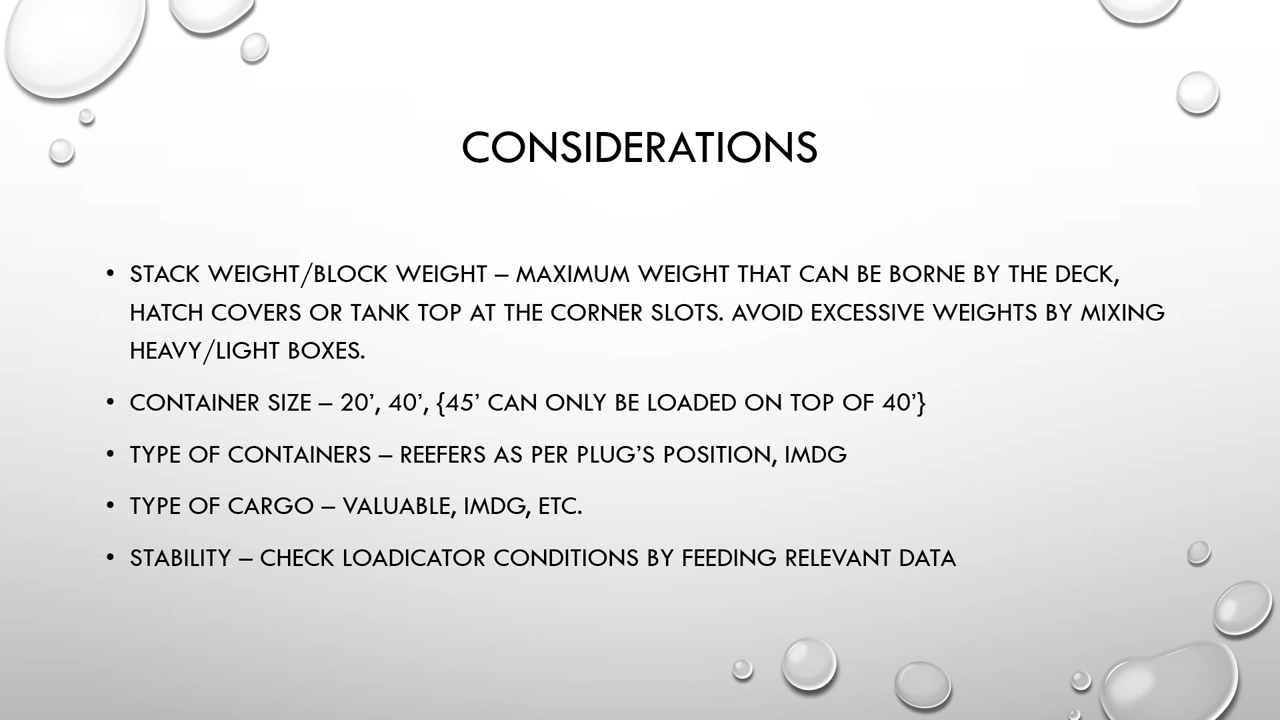 CONSIDERATIONS
• STACK WEIGHT/BLOCK WEIGHT – MAXIMUM WEIGHT THAT CAN BE BORNE BY THE DECK,
HATCH COVERS OR TANK TOP AT THE CORNER SLOTS. AVOID EXCESSIVE WEIGHTS BY MIXING
HEAVY/LIGHT BOXES.
• CONTAINER SIZE – 20’, 40’, {45’ CAN ONLY BE LOADED ON TOP OF 40’}
• TYPE OF CONTAINERS – REEFERS AS PER PLUG’S POSITION, IMDG
• TYPE OF CARGO – VALUABLE, IMDG, ETC.
• STABILITY – CHECK LOADICATOR CONDITIONS BY FEEDING RELEVANT DATA